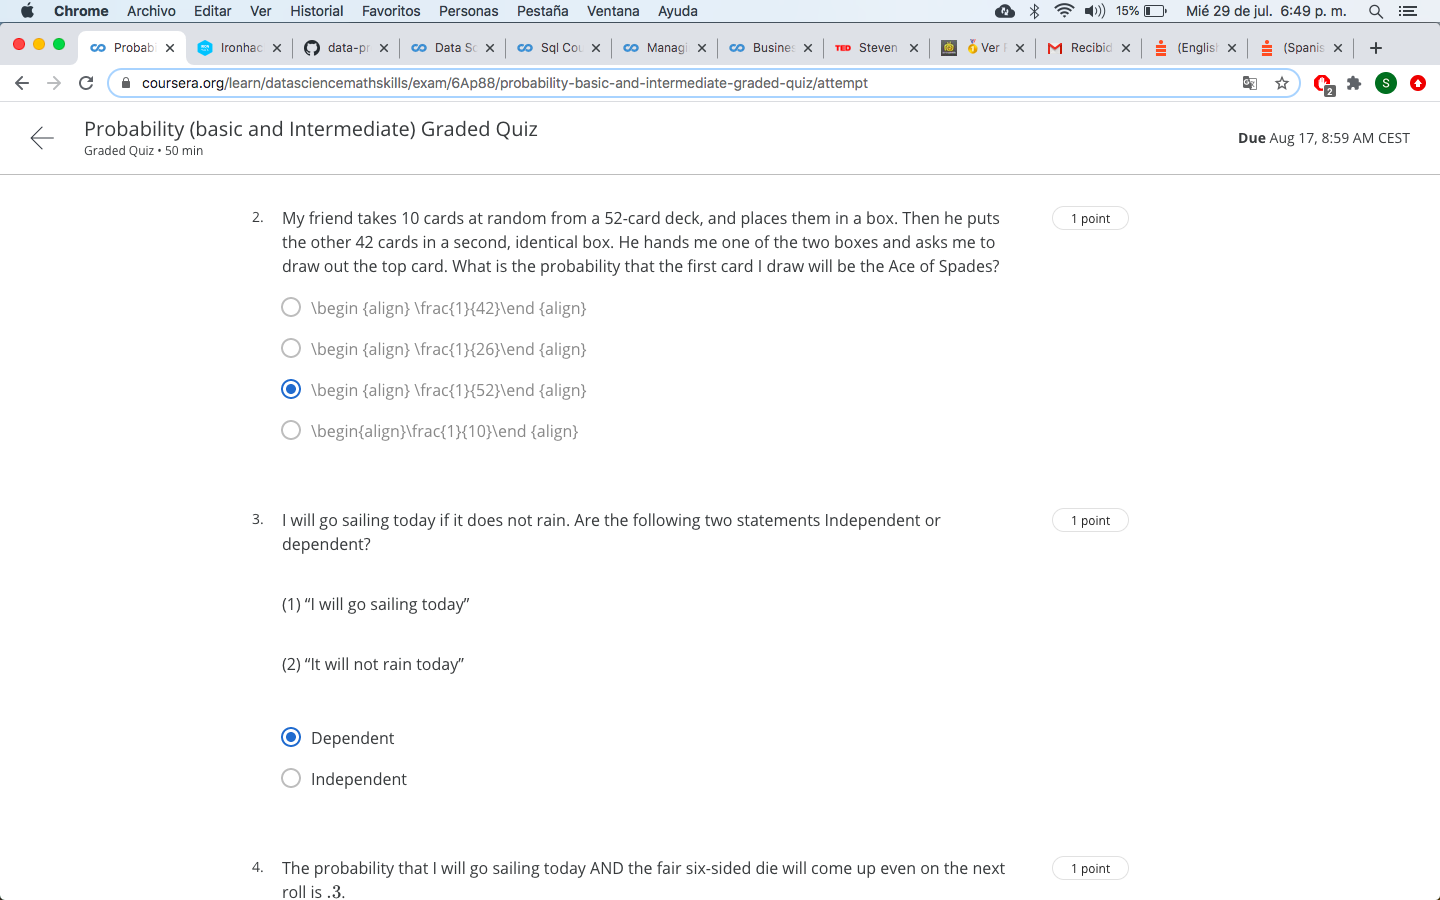 Chrome Archivo Editar Ver Historial Favoritos Personas Pestaña Ventana Ayuda 15% Mié 29 de jul. 6:49 p. m.
Probabi Ironhac data-pr Data Sc Sql Cou Managi Busines TED Steven Ver Recibid (English (Spanis
coursera.org/learn/datasciencemathskills/exam/6Ap88/probability-basic-and-intermediate-graded-quiz/attempt 2 S
Probability (basic and Intermediate) Graded Quiz
Graded Quiz • 50 min
Due Aug 17, 8:59 AM CEST
2. My friend takes 10 cards at random from a 52-card deck, and places them in a box. Then he puts 1 point
the other 42 cards in a second, identical box. He hands me one of the two boxes and asks me to
draw out the top card. What is the probability that the first card I draw will be the Ace of Spades?
\begin {align} \frac{1}{42}\end {align}
\begin {align} \frac{1}{26}\end {align}
\begin {align} \frac{1}{52}\end {align}
\begin{align}\frac{1}{10}\end {align}
3. I will go sailing today if it does not rain. Are the following two statements Independent or 1 point
dependent?
(1) “I will go sailing today”
(2) “It will not rain today”
Dependent
Independent
4. The probability that I will go sailing today AND the fair six-sided die will come up even on the next 1 point
roll is .3.